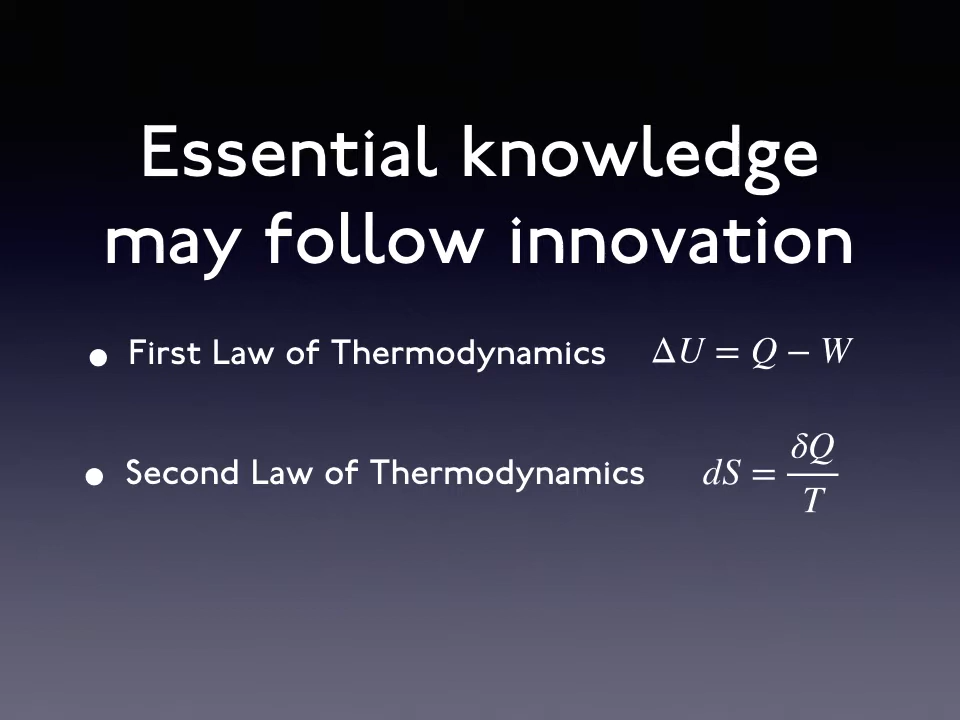 Essential knowledge
may follow innovation
• First Law of Thermodynamics ΔU = Q − W
• Second Law of Thermodynamics dS = δQ / T